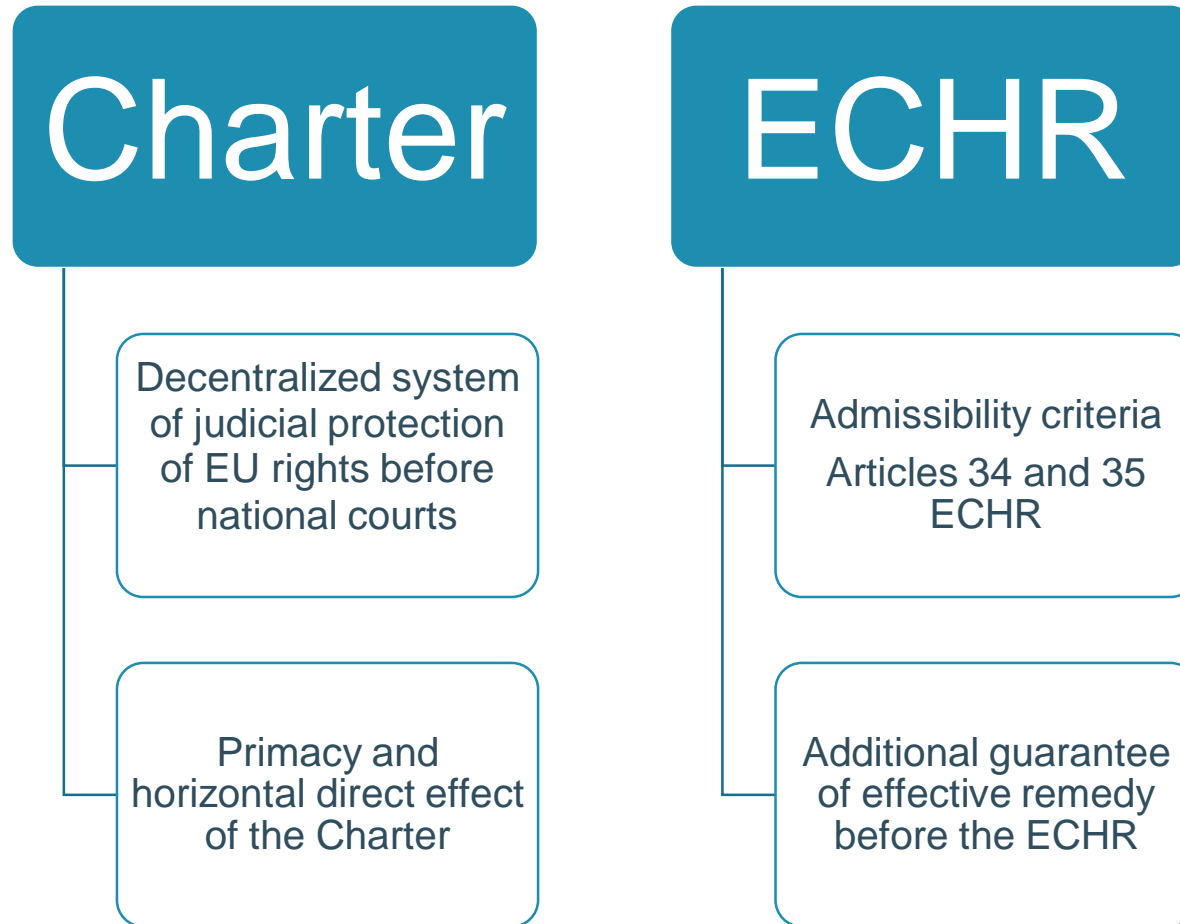 Charter
Decentralized system
of judicial protection
of EU rights before
national courts
Primacy and
horizontal direct effect
of the Charter
ECHR
Admissibility criteria
Articles 34 and 35
ECHR
Additional guarantee
of effective remedy
before the ECHR